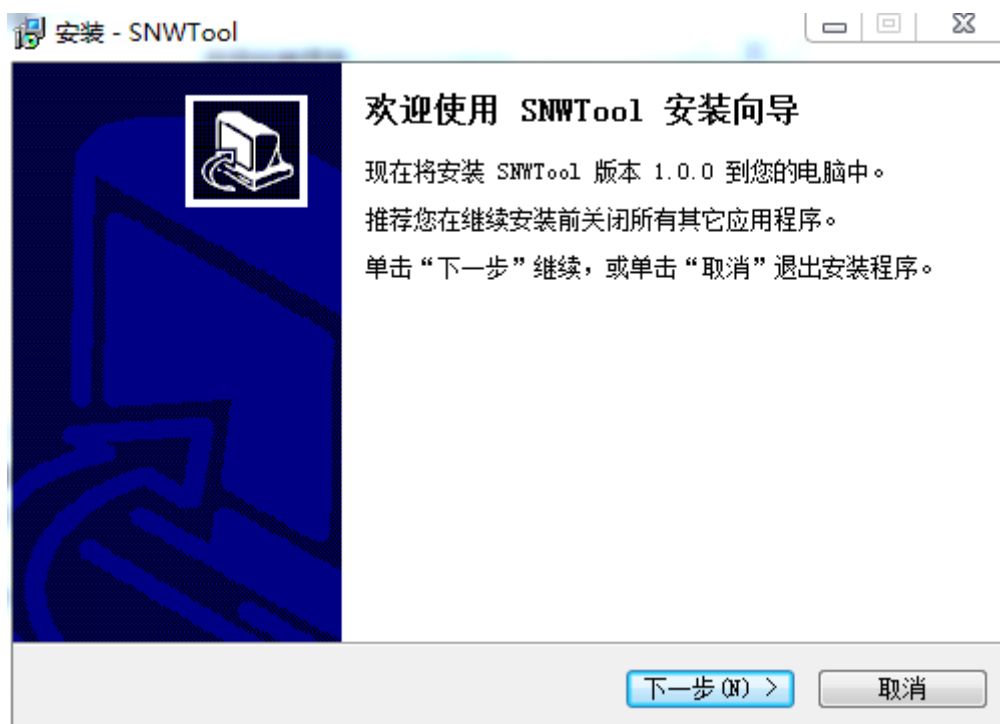 安装 - SNWTool
欢迎使用 SNWTool 安装向导
现在将安装 SNWTool 版本 1.0.0 到您的电脑中。
推荐您在继续安装前关闭所有其它应用程序。
单击“下一步”继续，或单击“取消”退出安装程序。
下一步(N) >
取消